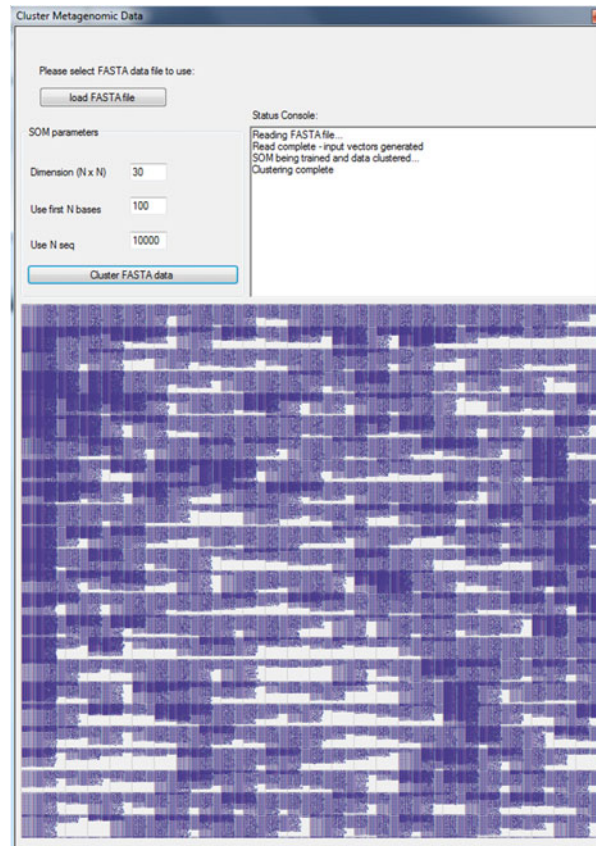 Cluster Metagenomic Data
Please select FASTA data file to use:
load FASTA file
Status Console:
SOM parameters
Reading FASTA file...
Read complete - input vectors generated
SOM being trained and data clustered...
Clustering complete
Dimension (N x N) 30
Use first N bases 100
Use N seq 10000
Cluster FASTA data